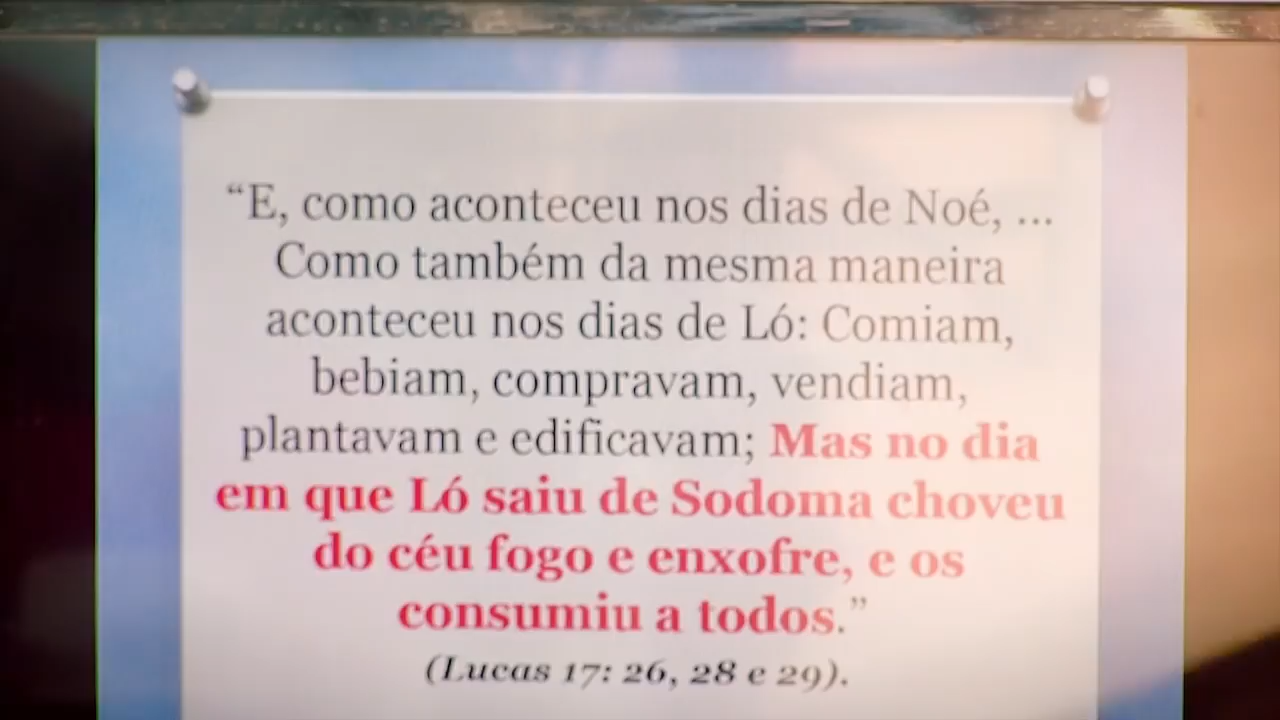 “E, como aconteceu nos dias de Noé, ...
Como também da mesma maneira
aconteceu nos dias de Ló: Comiam,
bebiam, compravam, vendiam,
plantavam e edificavam; Mas no dia
em que Ló saiu de Sodoma choveu
do céu fogo e enxofre, e os
consumiu a todos.”
(Lucas 17: 26, 28 e 29).